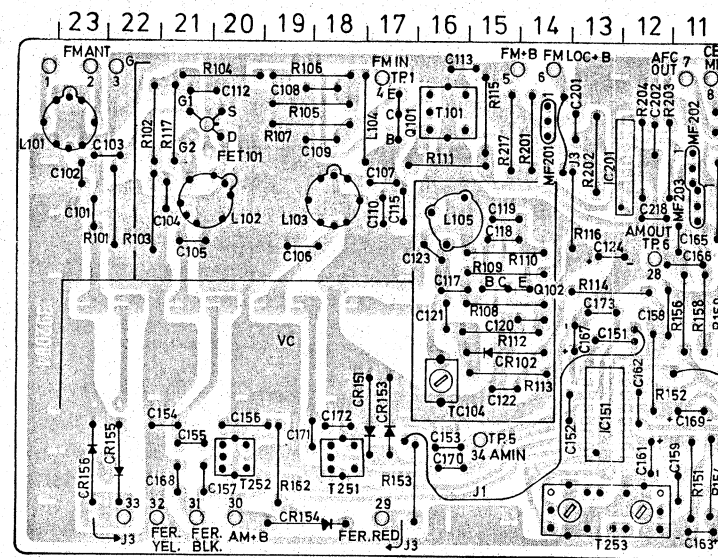 23 22 21 20 19 18 17 16 15 14 13 12 11
FM ANT
G
FM IN
FM+B
FM LOC+B
AFC
OUT
7
1
2
3
R104
R106
TP.1
C113
5
6
8
C112
C108
4
E
R115
1
C201
R204
C202
R203
G1
S
R105
C
T101
L101
R102
R117
D
R107
L104
Q101
B
R217
R201
MF201
J3
R202
IC201
MF202
G2
FET101
C109
C103
R111
C102
C107
C104
L102
L103
C110
C115
L105
C119
C218
MF203
C101
C118
R116
AMOUT
TP.6
C165
R101
R103
C105
C106
C123
R110
C124
C166
R109
28
C117
B C E
Q102
R114
R108
C173
C158
R156
R158
C121
C120
VC
R112
C167
C151
CR102
C162
R113
CR151
CR153
TC104
C122
R152
C154
C156
C172
C152
IC151
C169
CR155
C155
C171
C153
TP.5
34 AM IN
CR156
C170
C161
C159
C168
C157
T252
R162
T251
R153
J1
R151
33
32
31
30
29
CR154
T253
C163
J3
FER.
YEL.
FER.
BLK.
AM+B
FER.RED
J3